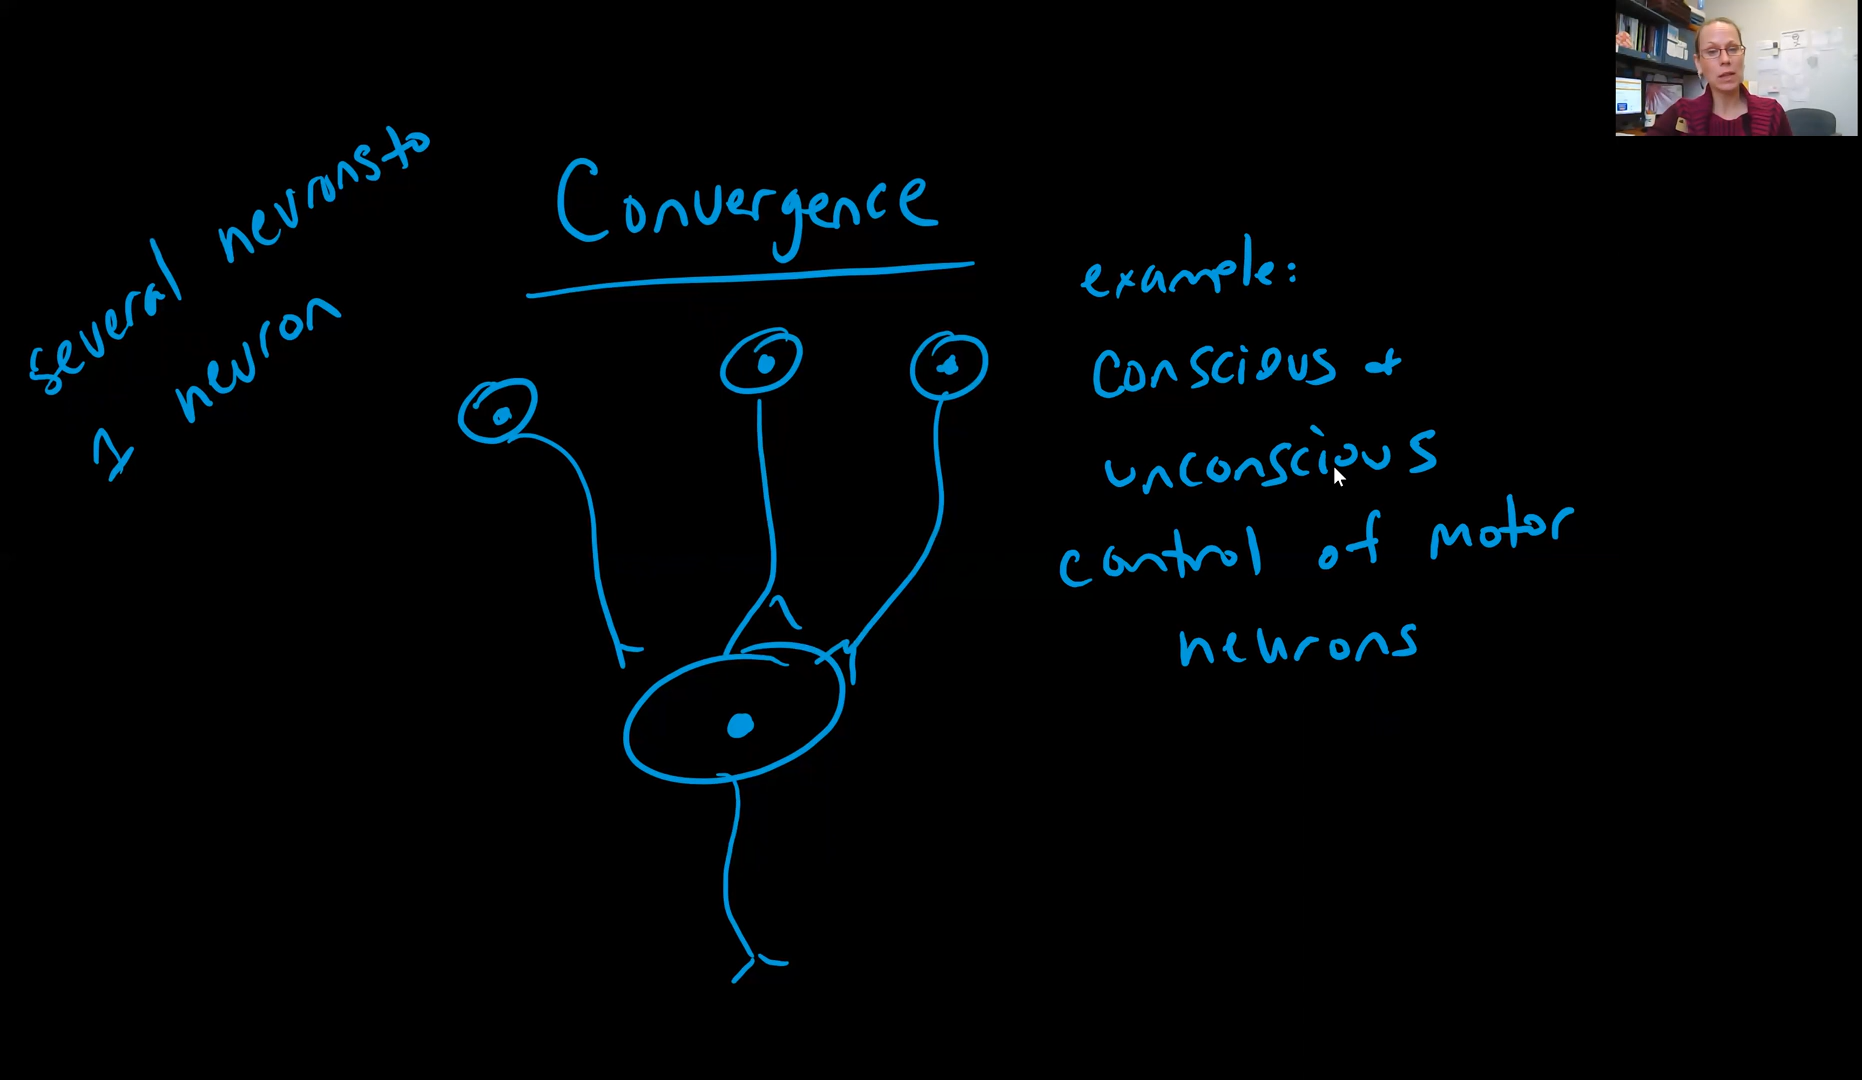 Convergence
several neurons to
1 neuron
example:
conscious +
unconscious
control of motor
neurons